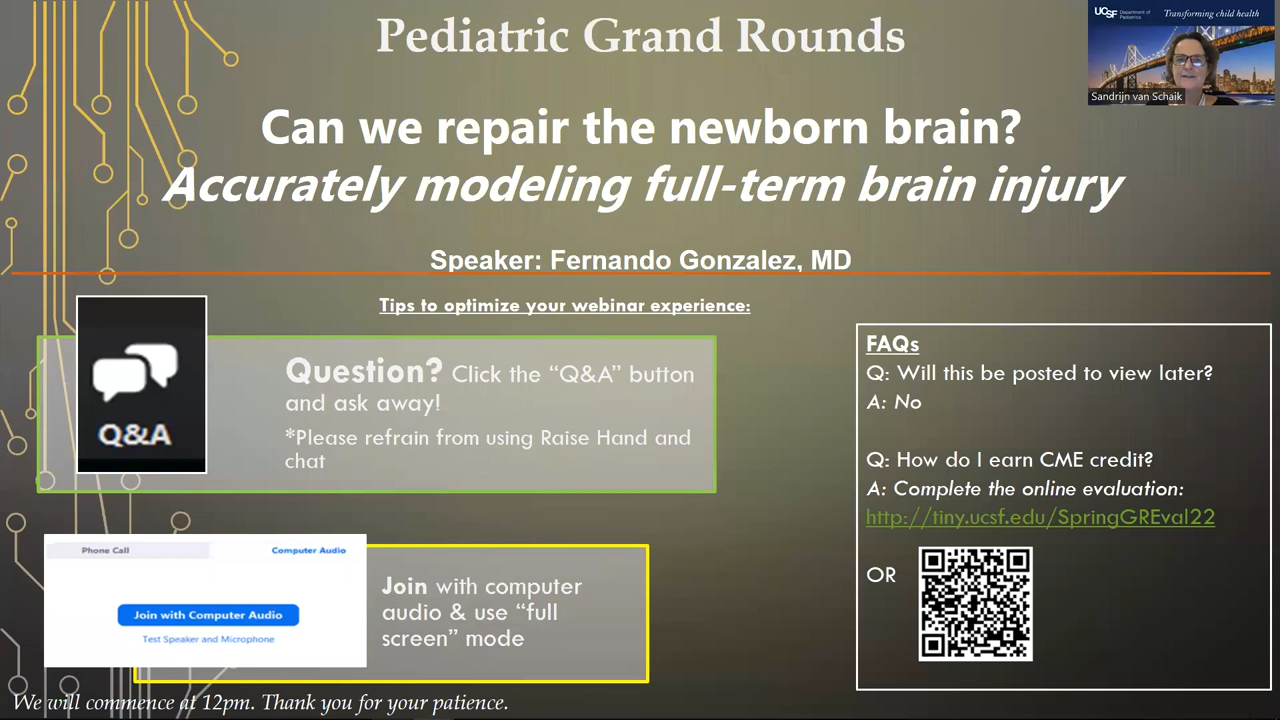 Pediatric Grand Rounds
UCSF Department of
Pediatrics
Transforming child health
Sandrijn van Schaik
Can we repair the newborn brain?
Accurately modeling full-term brain injury
Speaker: Fernando Gonzalez, MD
Tips to optimize your webinar experience:
Q&A
Question? Click the “Q&A” button
and ask away!
*Please refrain from using Raise Hand and
chat
Phone Call
Computer Audio
Join with Computer Audio
Test Speaker and Microphone
Join with computer
audio & use “full
screen” mode
FAQs
Q: Will this be posted to view later?
A: No
Q: How do I earn CME credit?
A: Complete the online evaluation:
http://tiny.ucsf.edu/SpringGREval22
OR
We will commence at 12pm. Thank you for your patience.